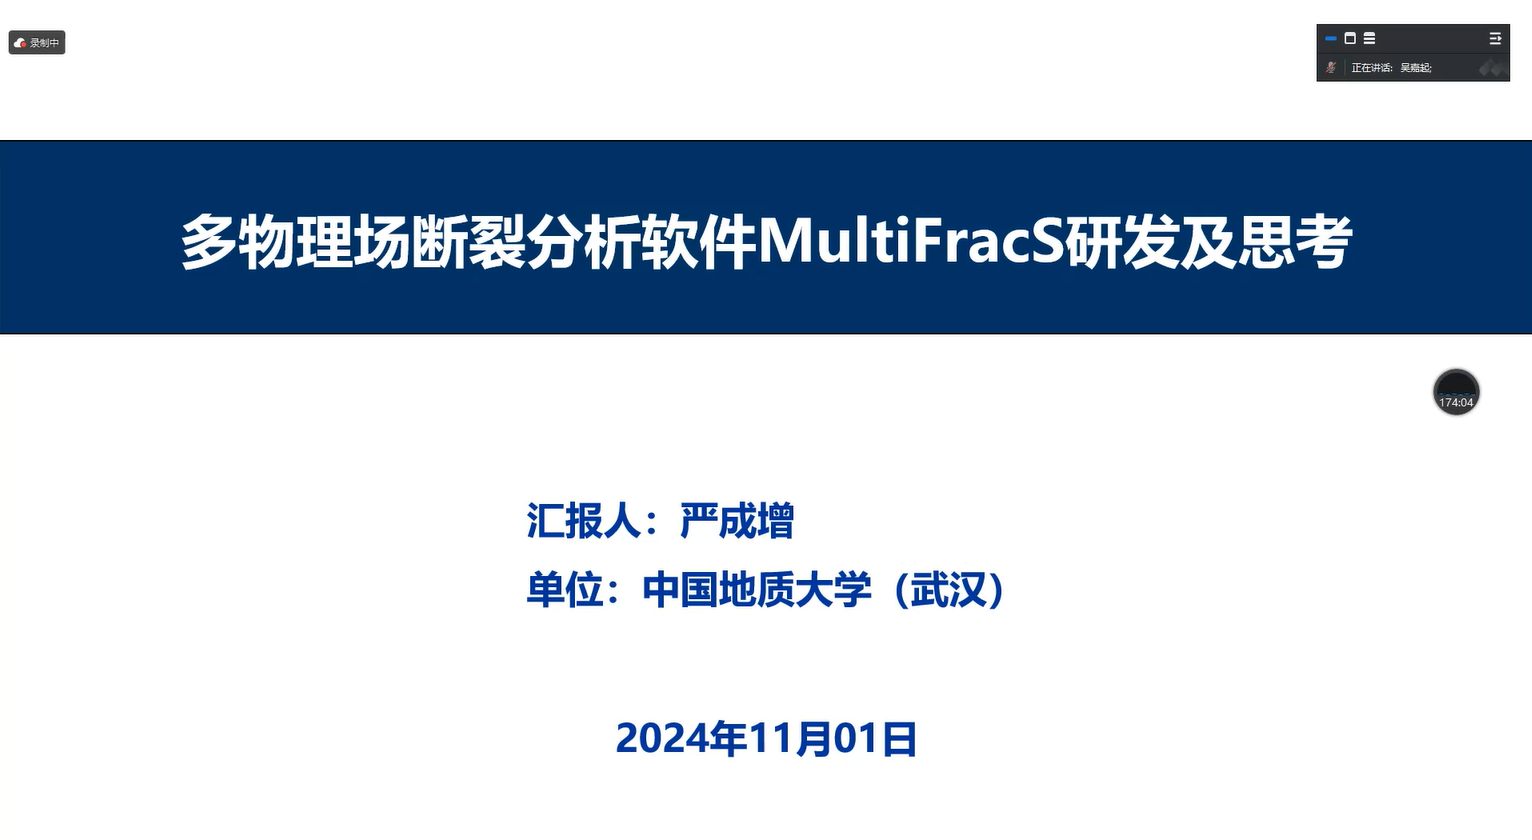 录制中
正在讲话: 吴嘉起;
多物理场断裂分析软件MultiFracS研发及思考
174:04
汇报人：严成增
单位：中国地质大学（武汉）
2024年11月01日